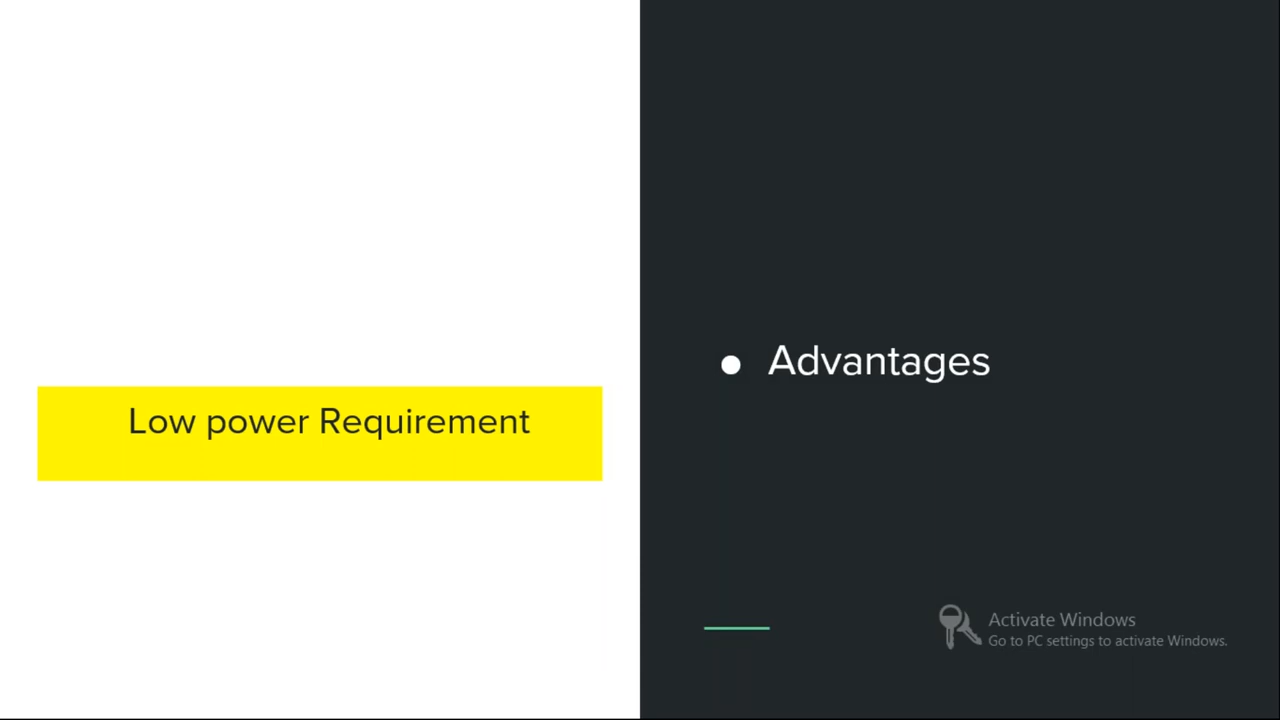 Low power Requirement
● Advantages
Activate Windows
Go to PC settings to activate Windows.